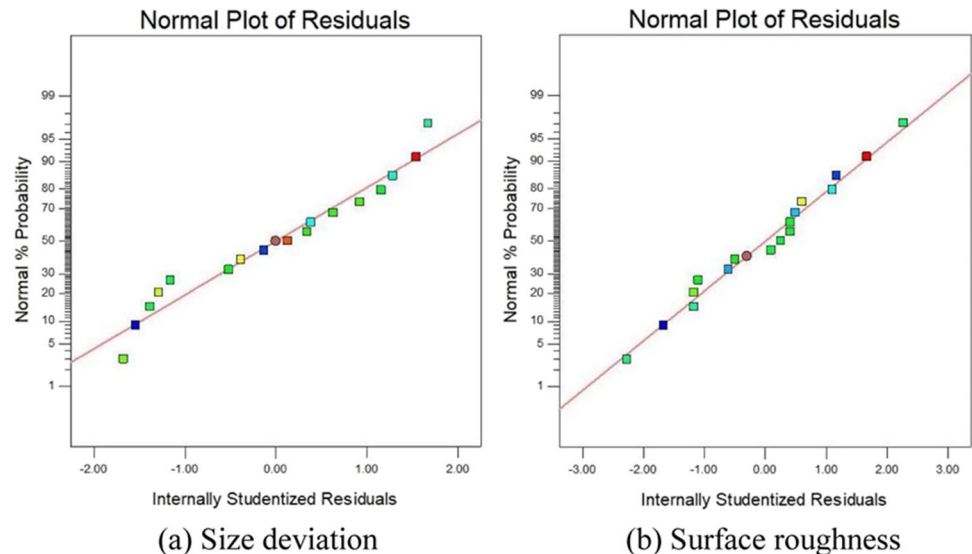 Normal Plot of Residuals
Normal % Probability
99
95
90
80
70
50
30
20
10
5
1
-2.00 -1.00 0.00 1.00 2.00
Internally Studentized Residuals
(a) Size deviation
Normal Plot of Residuals
Normal % Probability
99
95
90
80
70
50
30
20
10
5
1
-3.00 -2.00 -1.00 0.00 1.00 2.00 3.00
Internally Studentized Residuals
(b) Surface roughness